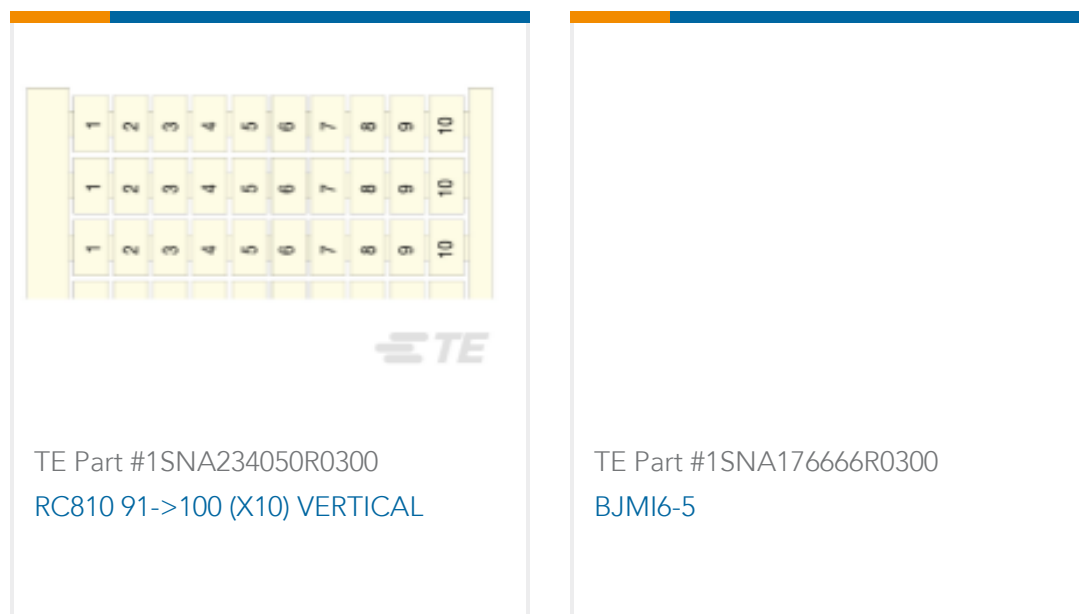 1 2 3 4 5 6 7 8 9 10
1 2 3 4 5 6 7 8 9 10
1 2 3 4 5 6 7 8 9 10
TE
TE Part #1SNA234050R0300
RC810 91->100 (X10) VERTICAL
TE Part #1SNA176666R0300
BJMI6-5